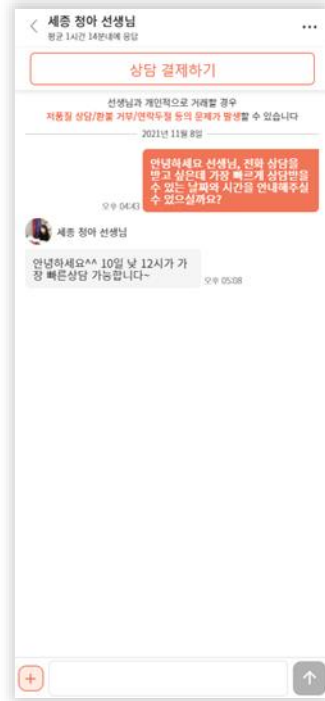 세종 청아 선생님
평균 1시간 14분내에 응답
상담 결제하기
선생님과 개인적으로 거래할 경우
저품질 상담/환불 거부/연락두절 등의 문제가 발생할 수 있습니다
2021년 11월 8일
안녕하세요 선생님, 전화 상담을
받고 싶은데 가장 빠르게 상담받을
수 있는 날짜와 시간을 안내해주실
수 있으실까요?
오후 04:43
세종 청아 선생님
안녕하세요^^ 10일 낮 12시가 가
장 빠른상담 가능합니다~
오후 05:08